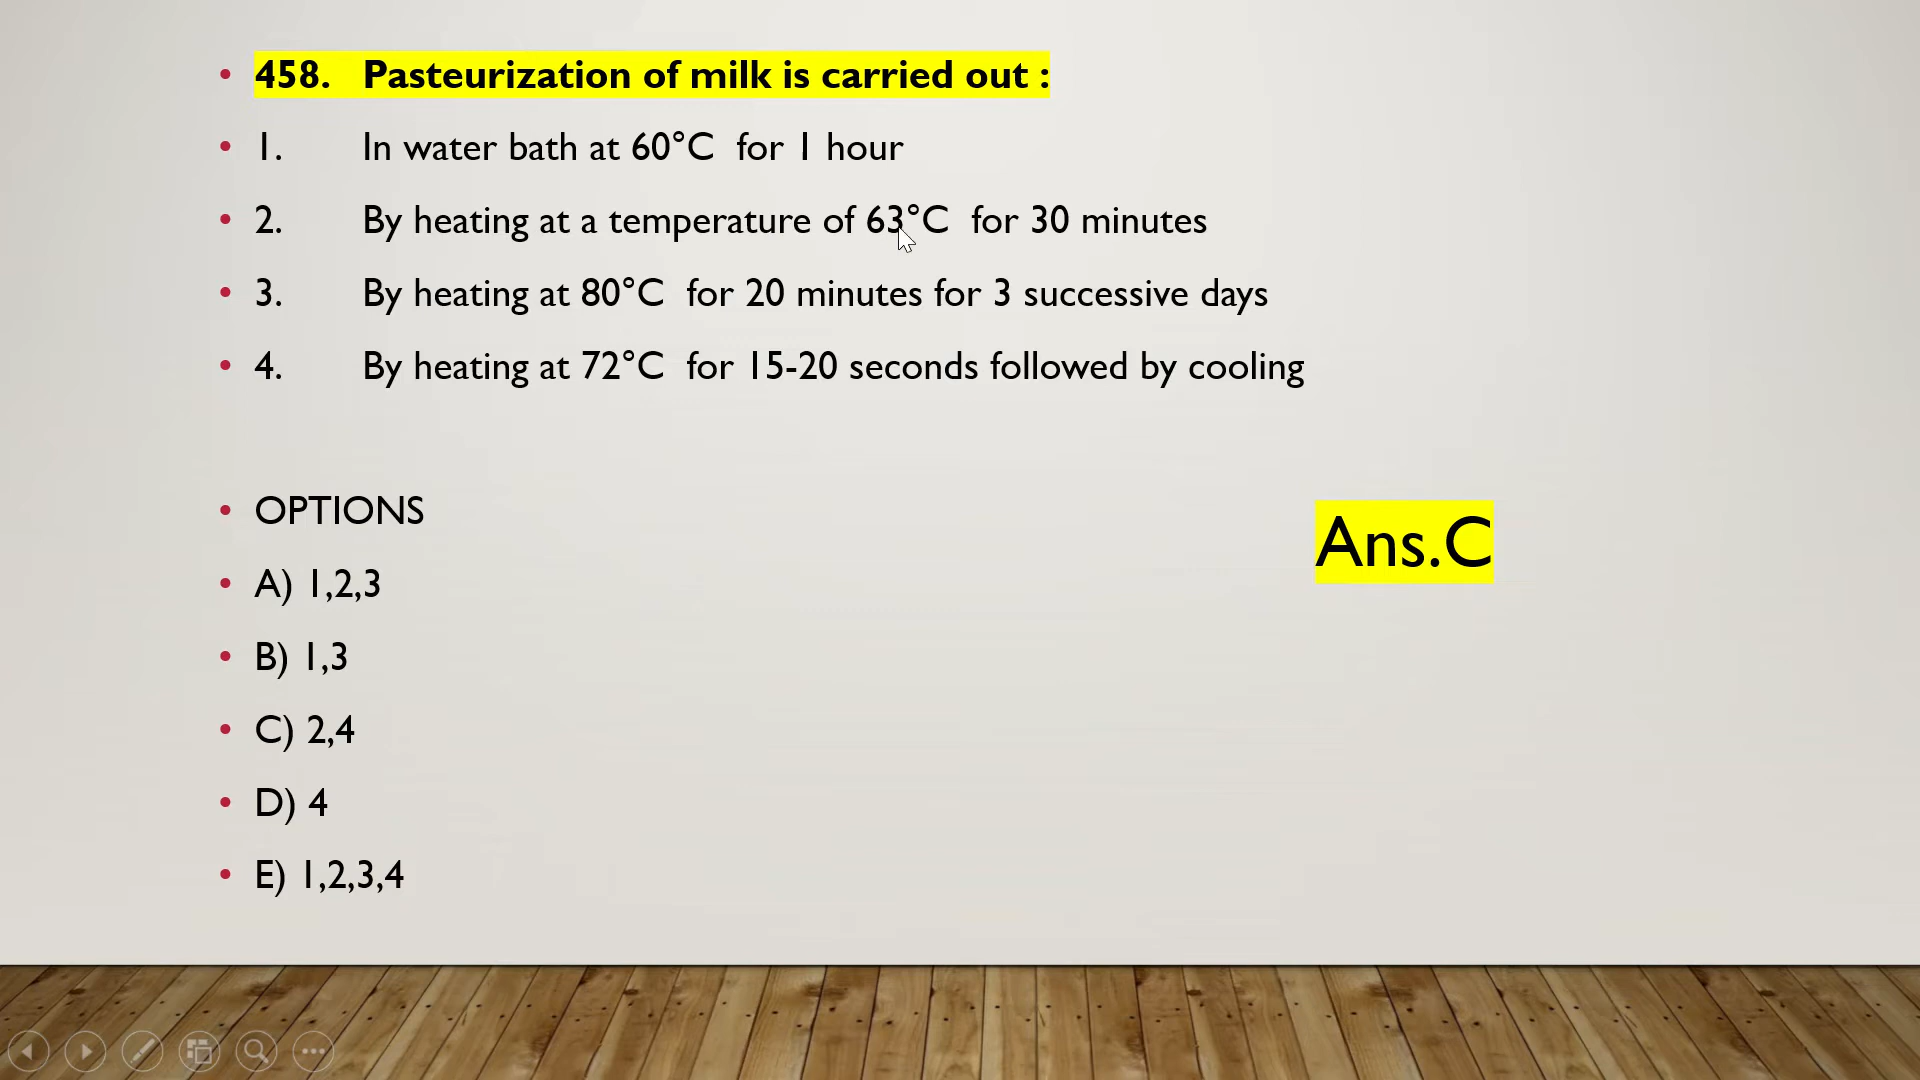 458. Pasteurization of milk is carried out :
1. In water bath at 60°C for 1 hour
2. By heating at a temperature of 63°C for 30 minutes
3. By heating at 80°C for 20 minutes for 3 successive days
4. By heating at 72°C for 15-20 seconds followed by cooling
OPTIONS
Ans.C
A) 1,2,3
B) 1,3
C) 2,4
D) 4
E) 1,2,3,4